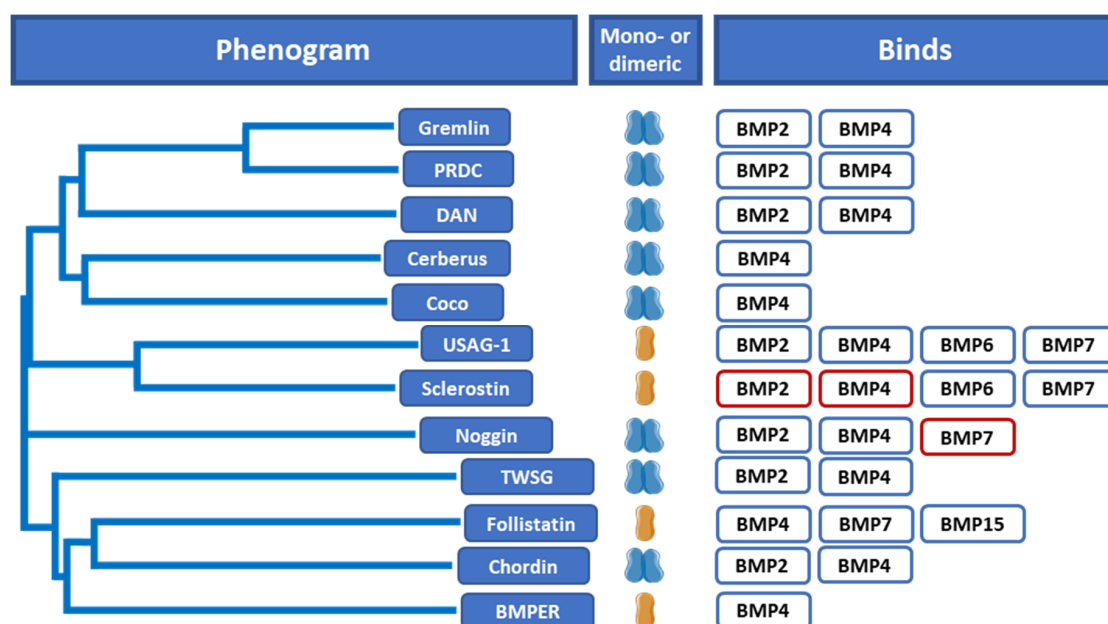 Phenogram
Mono- or
dimeric
Binds
Gremlin
BMP2 BMP4
PRDC
BMP2 BMP4
DAN
BMP2 BMP4
Cerberus
BMP4
Coco
BMP4
USAG-1
BMP2 BMP4 BMP6 BMP7
Sclerostin
BMP2 BMP4 BMP6 BMP7
Noggin
BMP2 BMP4 BMP7
TWSG
BMP2 BMP4
Follistatin
BMP4 BMP7 BMP15
Chordin
BMP2 BMP4
BMPER
BMP4